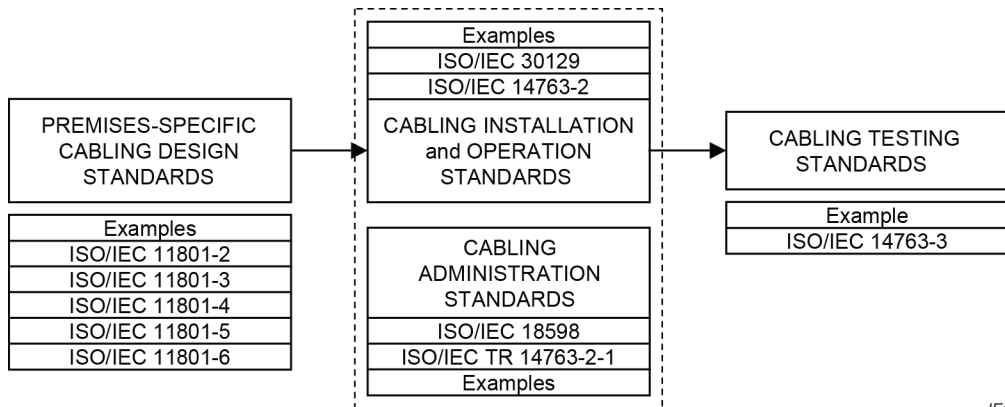 PREMISES-SPECIFIC
CABLING DESIGN
STANDARDS
Examples
ISO/IEC 11801-2
ISO/IEC 11801-3
ISO/IEC 11801-4
ISO/IEC 11801-5
ISO/IEC 11801-6
Examples
ISO/IEC 30129
ISO/IEC 14763-2
CABLING INSTALLATION
and OPERATION
STANDARDS
CABLING
ADMINISTRATION
STANDARDS
ISO/IEC 18598
ISO/IEC TR 14763-2-1
Examples
CABLING TESTING
STANDARDS
Example
ISO/IEC 14763-3